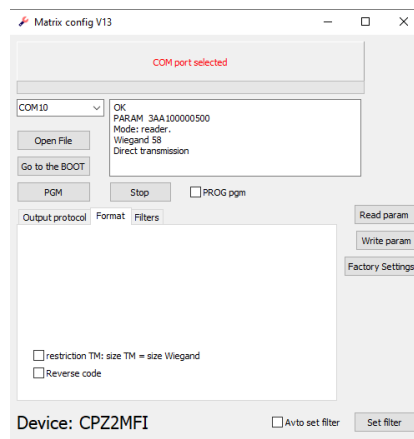 Matrix config V13
COM port selected
COM10
OK
PARAM 3AA100000500
Mode: reader.
Wiegand 58
Direct transmission
Open File
Go to the BOOT
PGM
Stop
PROG pgm
Output protocol
Format
Filters
Read param
Write param
Factory Settings
restriction TM: size TM = size Wiegand
Reverse code
Device: CPZ2MFI
Avto set filter
Set filter